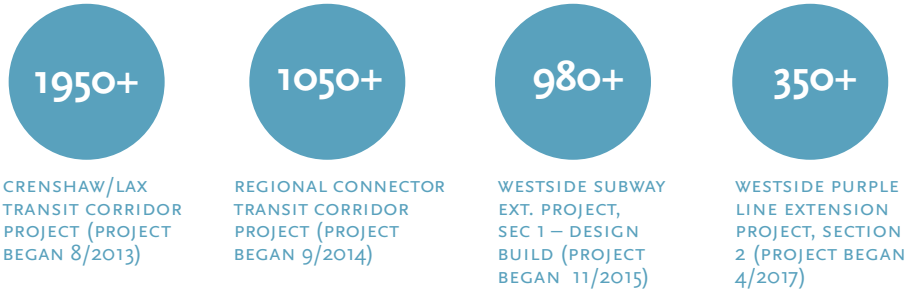 1950+
CRENSHAW/LAX
TRANSIT CORRIDOR
PROJECT (PROJECT
BEGAN 8/2013)
1050+
REGIONAL CONNECTOR
TRANSIT CORRIDOR
PROJECT (PROJECT
BEGAN 9/2014)
980+
WESTSIDE SUBWAY
EXT. PROJECT,
SEC 1 – DESIGN
BUILD (PROJECT
BEGAN 11/2015)
350+
WESTSIDE PURPLE
LINE EXTENSION
PROJECT, SECTION
2 (PROJECT BEGAN
4/2017)